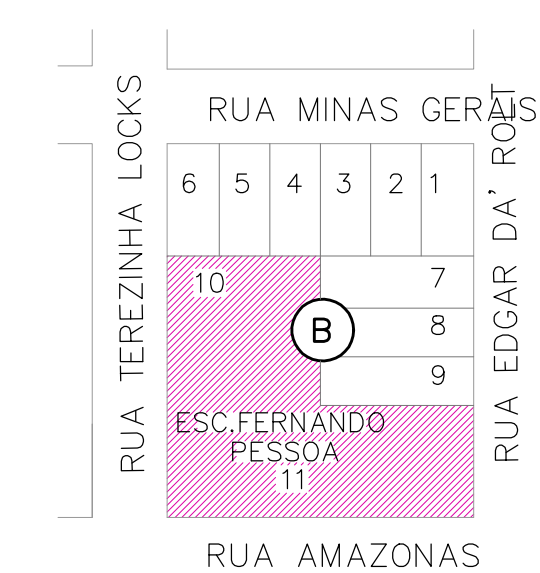 RUA MINAS GERAIS
RUA TEREZINHA LOCKS
RUA EDGAR DA' ROLT
6 5 4 3 2 1
10
7
B
8
9
ESC.FERNANDO
PESSOA
11
RUA AMAZONAS